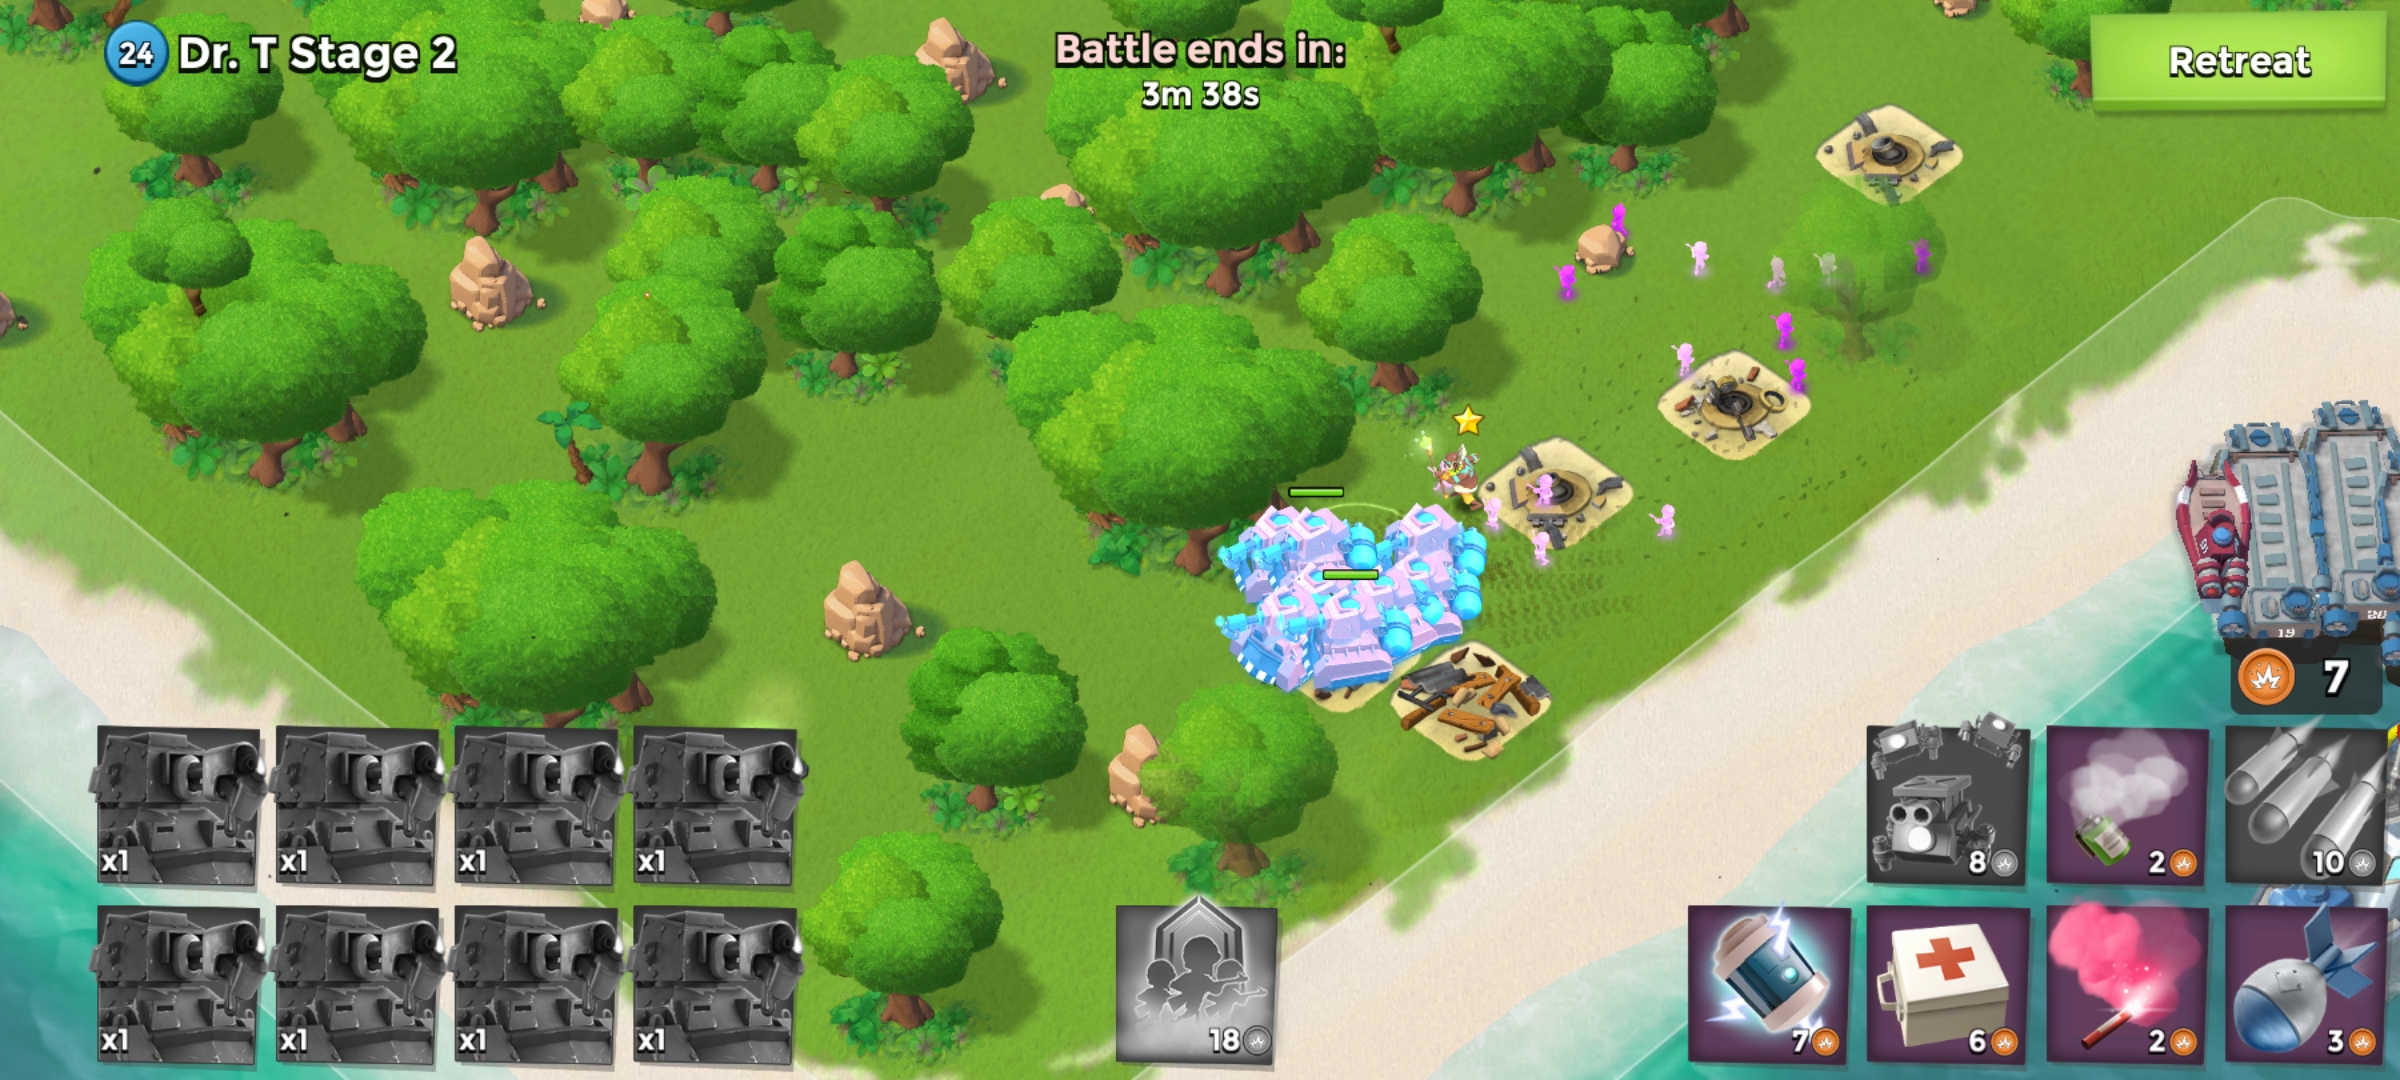 24 Dr. T Stage 2
Battle ends in:
3m 38s
Retreat
19
7
x1 x1 x1 x1
8 2 10
x1 x1 x1 x1
18
7 6 2 3